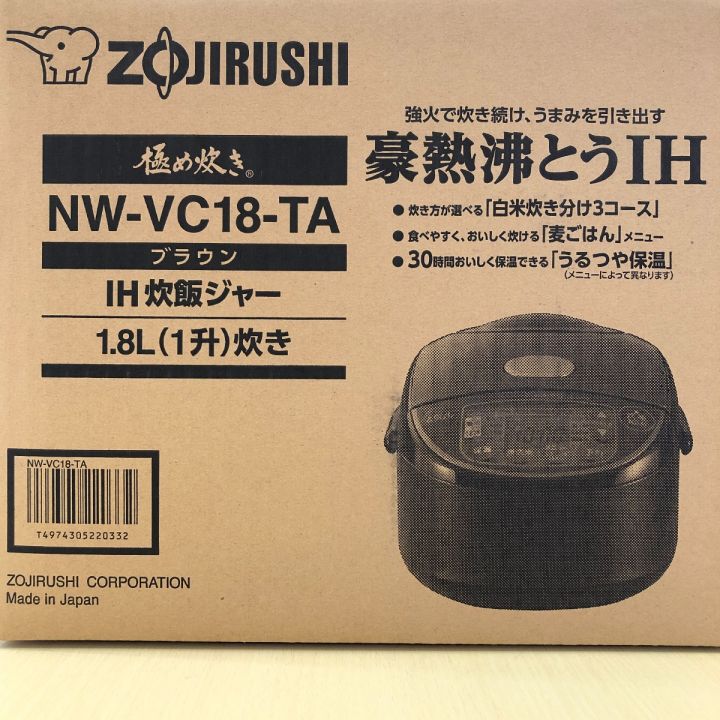 ZOJIRUSHI
極め炊き®
NW-VC18-TA
ブラウン
IH炊飯ジャー
1.8L(1升)炊き
強火で炊き続け、うまみを引き出す
豪熱沸とうIH
● 炊き方が選べる「白米炊き分け3コース」
● 食べやすく、おいしく炊ける「麦ごはん」メニュー
● 30時間おいしく保温できる「うるつや保温」
(メニューによって異なります)
NW-VC18-TA
T4974305220332
ZOJIRUSHI CORPORATION
Made in Japan